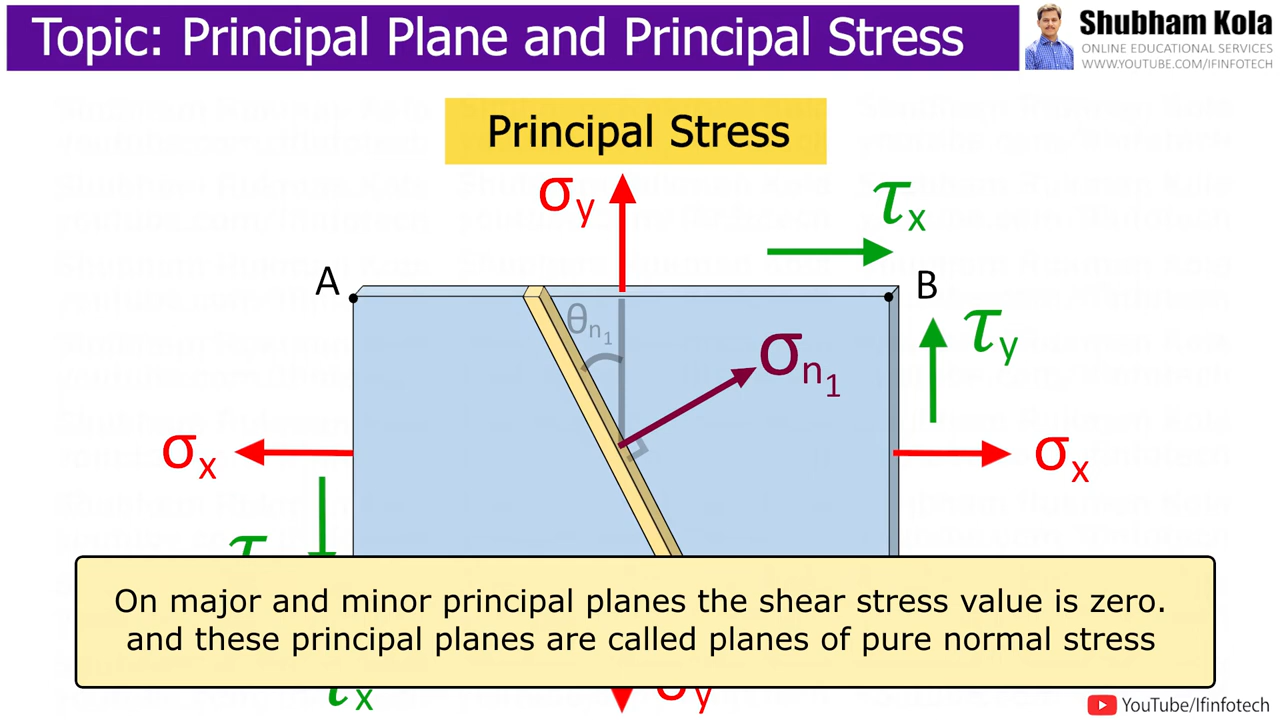 Topic: Principal Plane and Principal Stress
Shubham Kola
ONLINE EDUCATIONAL SERVICES
WWW.YOUTUBE.COM/IFINFOTECH
Principal Stress
σy
τx
A
B
θn1
τy
σn1
σx
σx
τ
On major and minor principal planes the shear stress value is zero.
and these principal planes are called planes of pure normal stress
τx
σy
YouTube/Ifinfotech